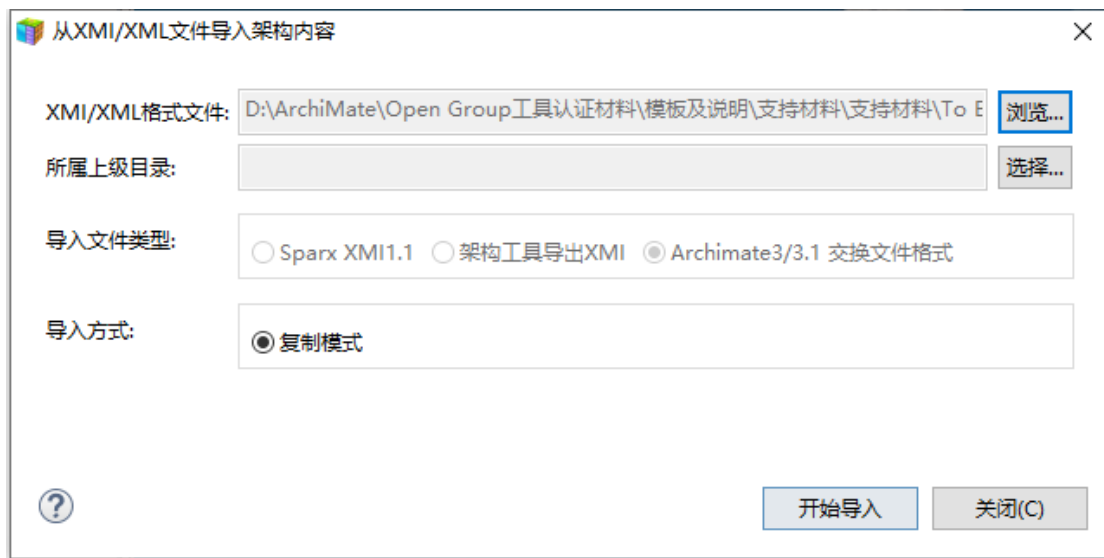 从XMI/XML文件导入架构内容
XMI/XML格式文件: D:\ArchiMate\Open Group工具认证材料\模板及说明\支持材料\支持材料\To E 浏览...
所属上级目录: 选择...
导入文件类型: Sparx XMI1.1 架构工具导出XMI Archimate3/3.1 交换文件格式
导入方式: 复制模式
? 开始导入 关闭(C)